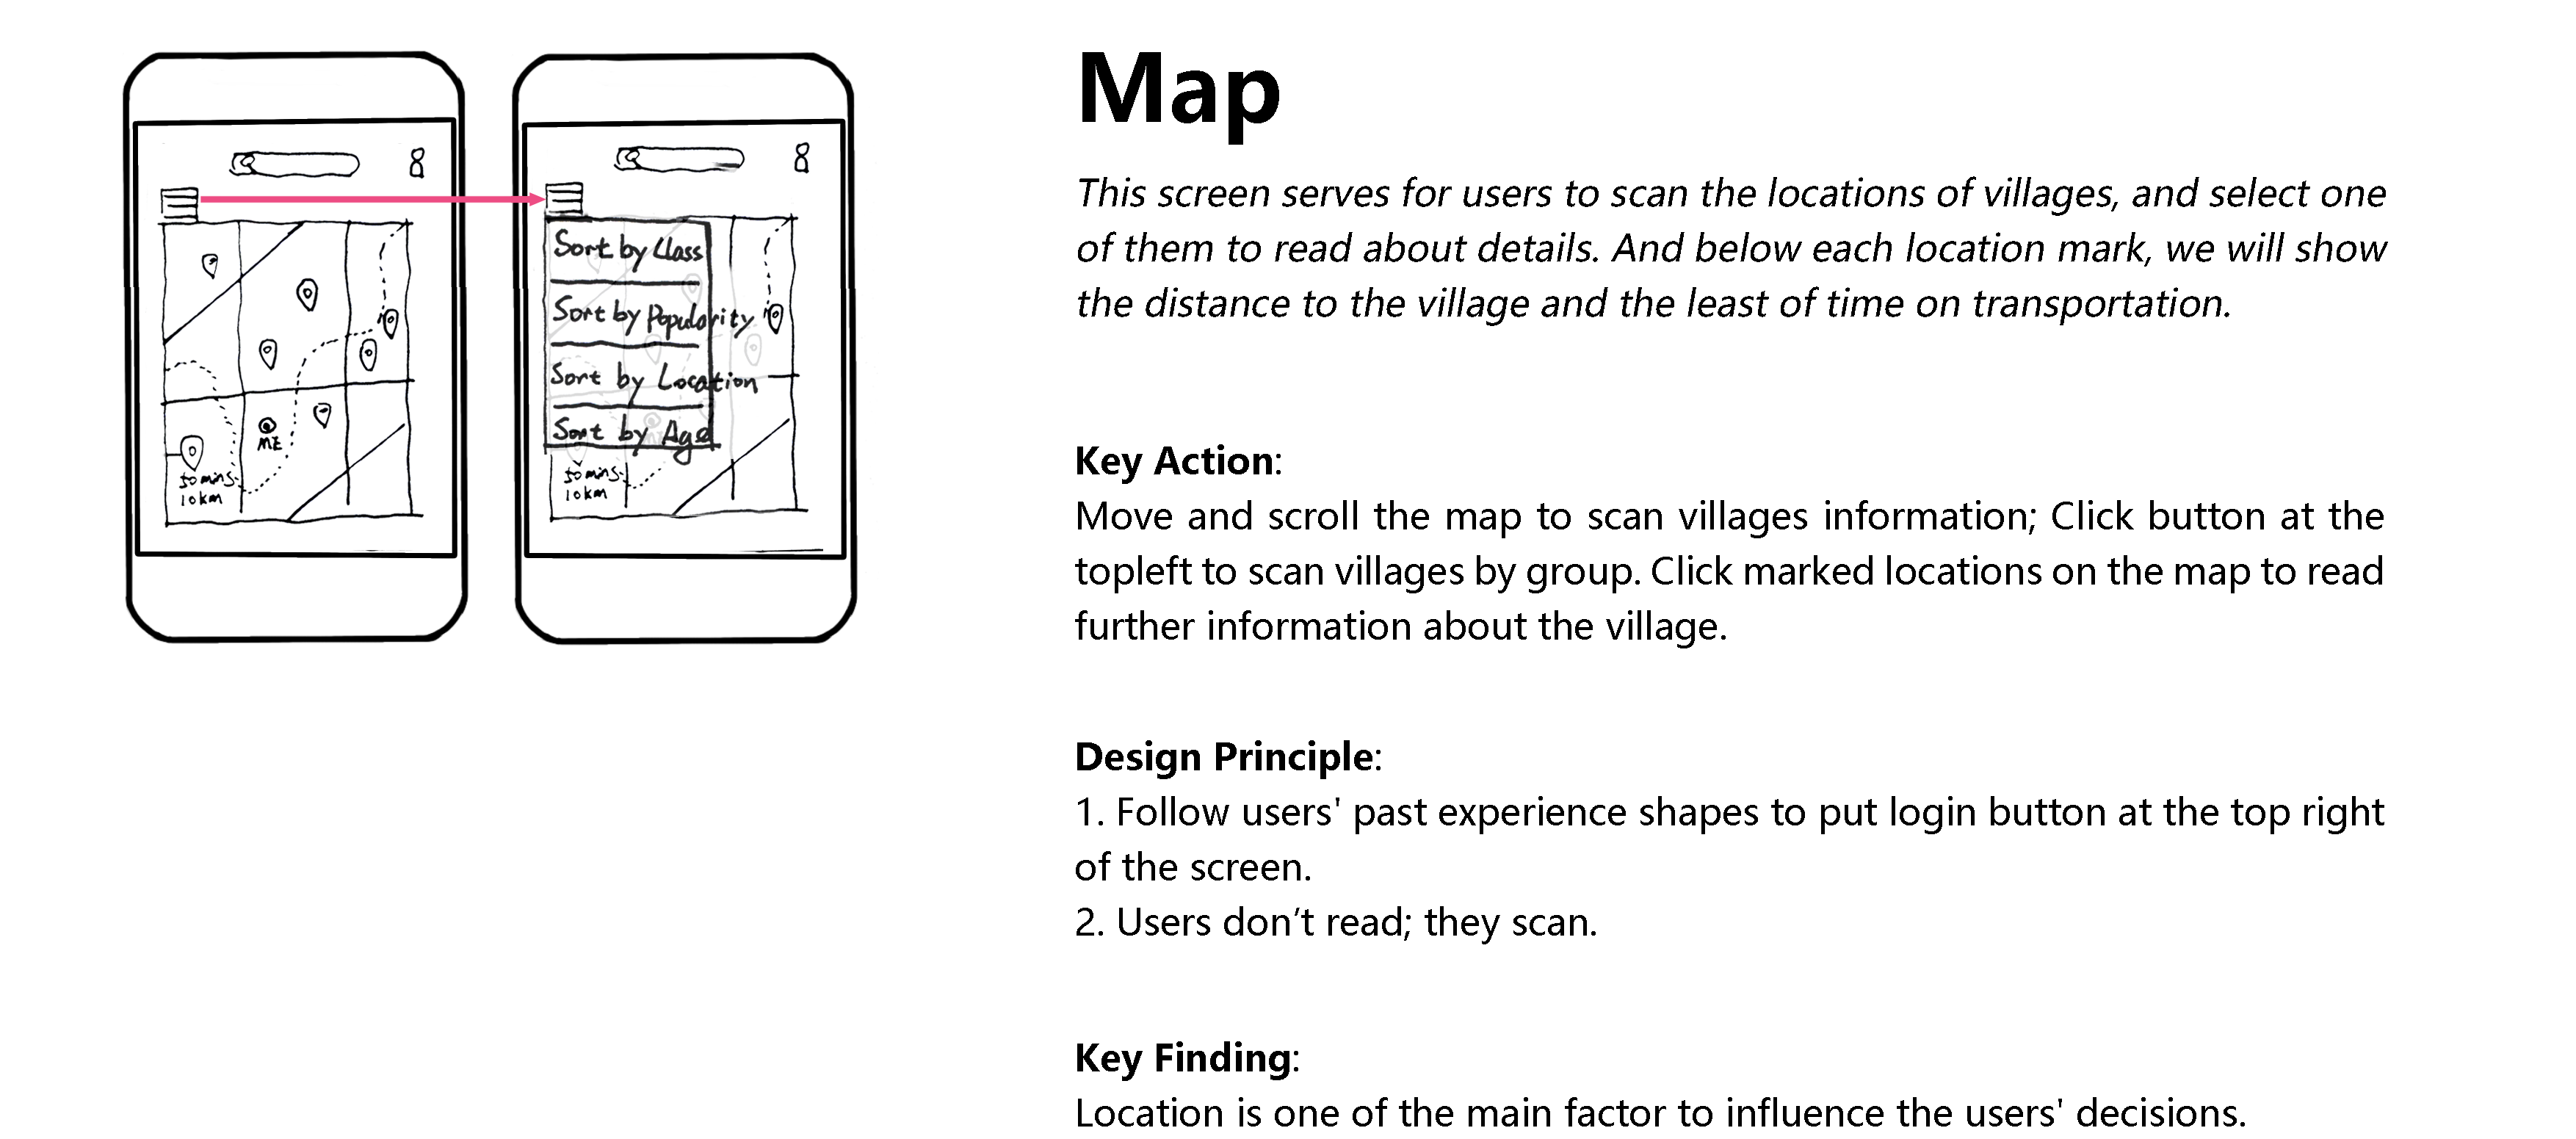 Map
This screen serves for users to scan the locations of villages, and select one
of them to read about details. And below each location mark, we will show
the distance to the village and the least of time on transportation.
Key Action:
Move and scroll the map to scan villages information; Click button at the
topleft to scan villages by group. Click marked locations on the map to read
further information about the village.
Design Principle:
1. Follow users' past experience shapes to put login button at the top right
of the screen.
2. Users don’t read; they scan.
Key Finding:
Location is one of the main factor to influence the users' decisions.
ME
mins
10km
Sort by Class
Sort by Popularity
Sort by Location
Sort by Age
mins
10km